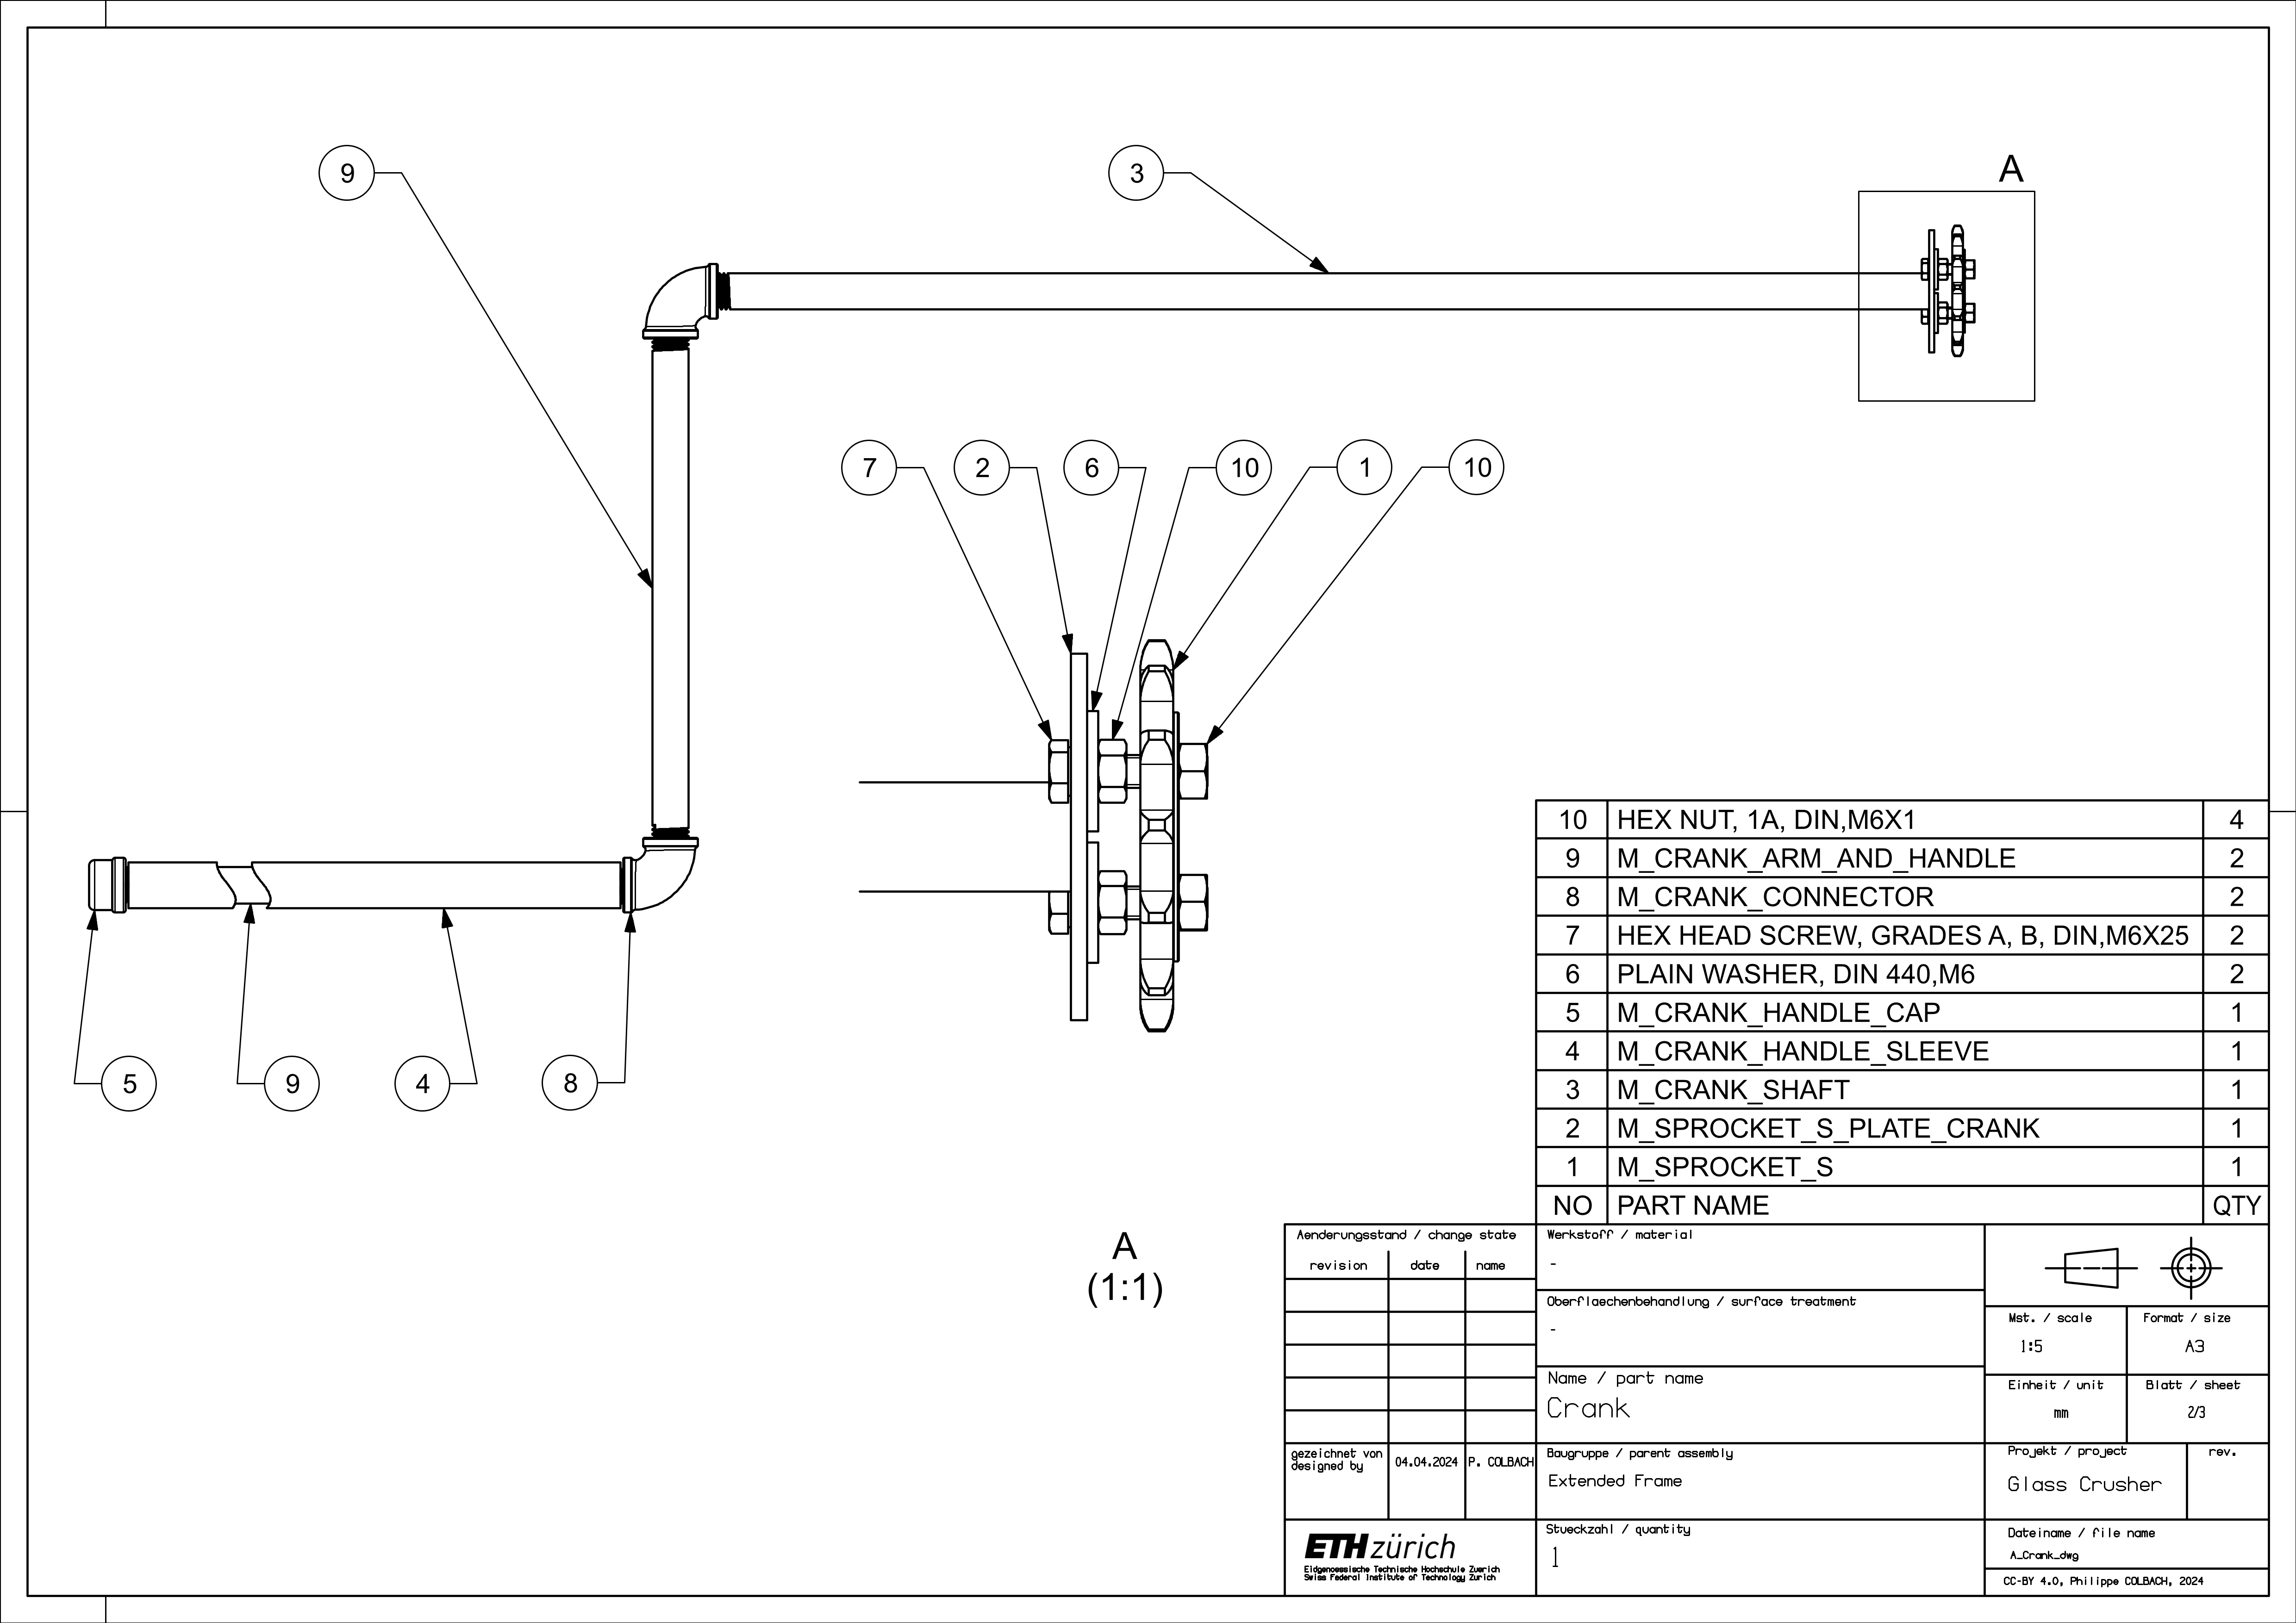 9
3
A
7
2
6
10
1
10
5
9
4
8
A
(1:1)
10 HEX NUT, 1A, DIN,M6X1 4
9 M_CRANK_ARM_AND_HANDLE 2
8 M_CRANK_CONNECTOR 2
7 HEX HEAD SCREW, GRADES A, B, DIN,M6X25 2
6 PLAIN WASHER, DIN 440,M6 2
5 M_CRANK_HANDLE_CAP 1
4 M_CRANK_HANDLE_SLEEVE 1
3 M_CRANK_SHAFT 1
2 M_SPROCKET_S_PLATE_CRANK 1
1 M_SPROCKET_S 1
NO PART NAME QTY
Aenderungsstand / change state
revision date name
gezeichnet von
designed by
04.04.2024 P. COLBACH
ETH zürich
Eidgenoessische Technische Hochschule Zuerich
Swiss Federal Institute of Technology Zurich
Werkstoff / material
-
Oberflaechenbehandlung / surface treatment
-
Name / part name
Crank
Baugruppe / parent assembly
Extended Frame
Stueckzahl / quantity
1
Mst. / scale
1:5
Format / size
A3
Einheit / unit
mm
Blatt / sheet
2/3
Projekt / project
Glass Crusher
rev.
Dateiname / file name
A_Crank_dwg
CC-BY 4.0, Philippe COLBACH, 2024